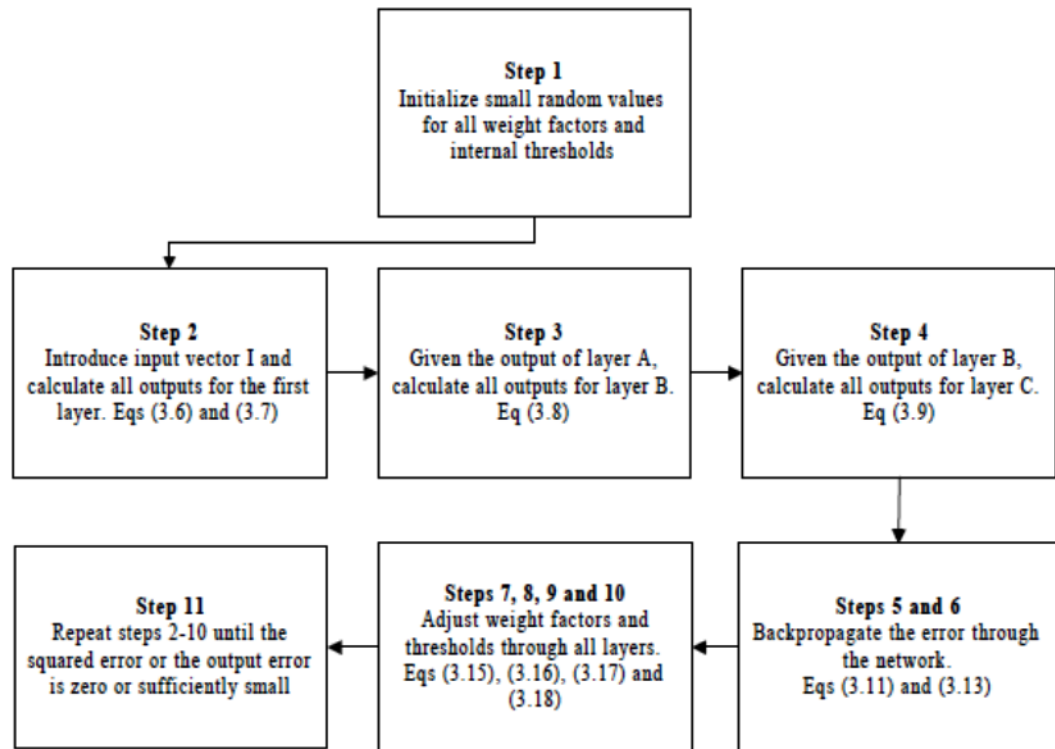 Step 1
Initialize small random values
for all weight factors and
internal thresholds
Step 2
Introduce input vector I and
calculate all outputs for the first
layer. Eqs (3.6) and (3.7)
Step 3
Given the output of layer A,
calculate all outputs for layer B.
Eq (3.8)
Step 4
Given the output of layer B,
calculate all outputs for layer C.
Eq (3.9)
Steps 5 and 6
Backpropagate the error through
the network.
Eqs (3.11) and (3.13)
Steps 7, 8, 9 and 10
Adjust weight factors and
thresholds through all layers.
Eqs (3.15), (3.16), (3.17) and
(3.18)
Step 11
Repeat steps 2-10 until the
squared error or the output error
is zero or sufficiently small